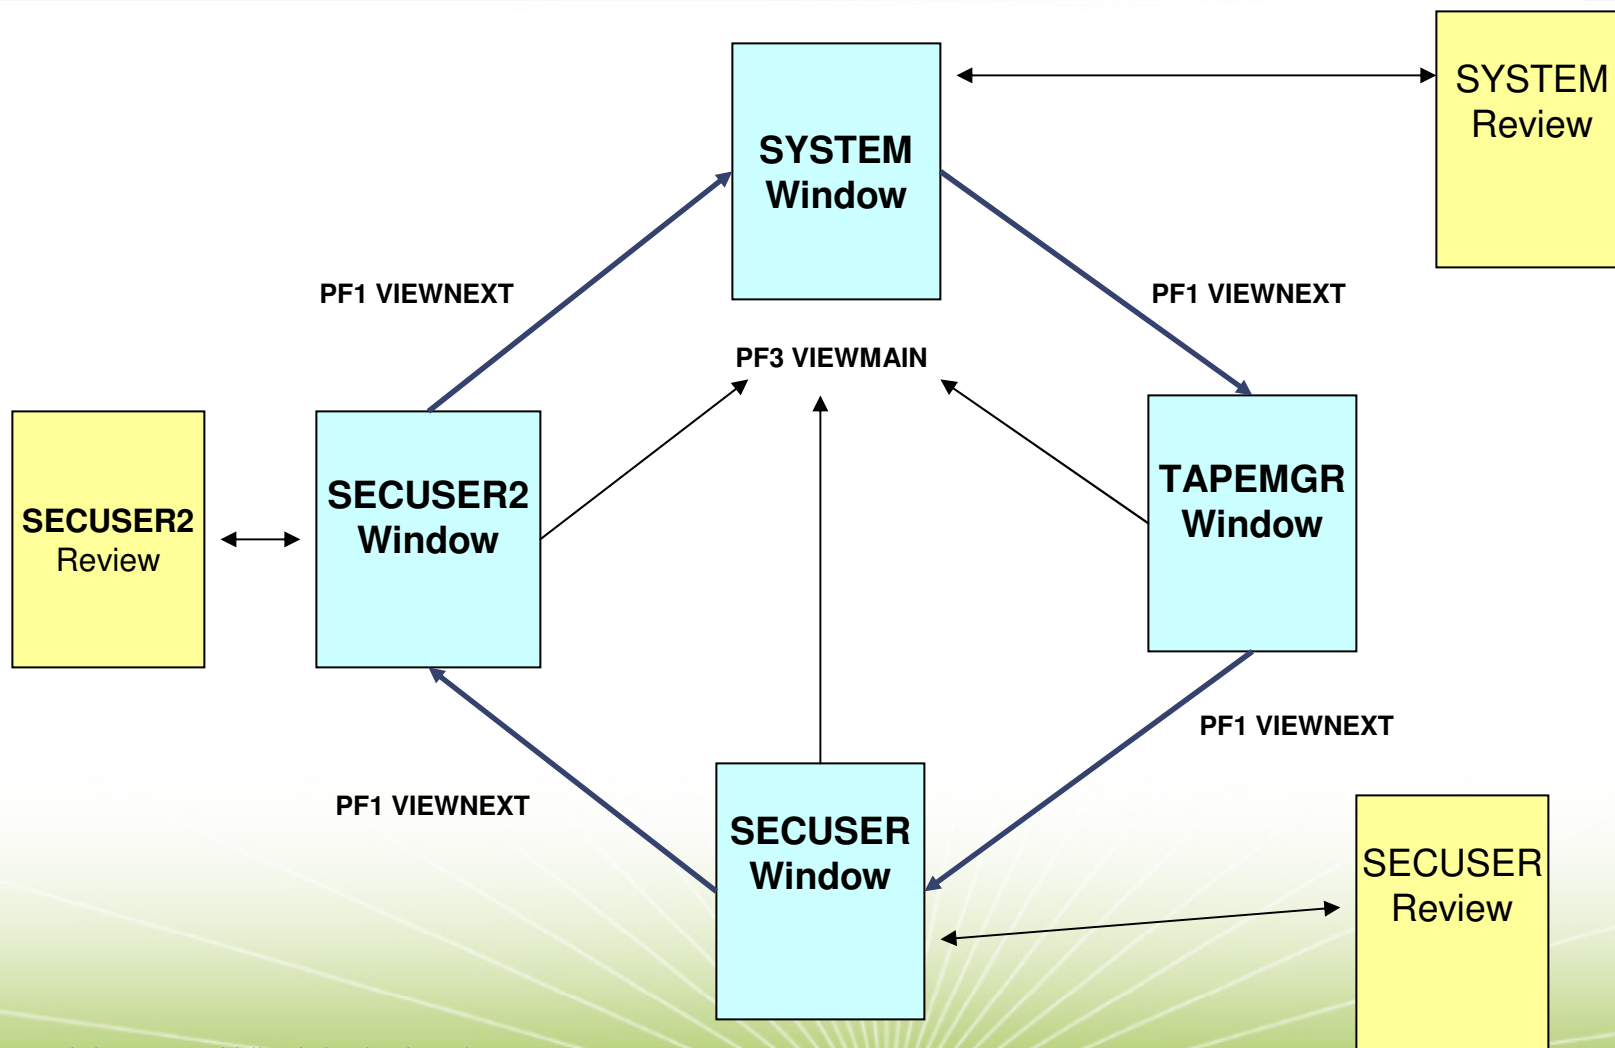 SYSTEM
Review
SYSTEM
Window
PF1 VIEWNEXT
PF1 VIEWNEXT
PF3 VIEWMAIN
SECUSER2
Review
SECUSER2
Window
TAPEMGR
Window
PF1 VIEWNEXT
PF1 VIEWNEXT
SECUSER
Window
SECUSER
Review